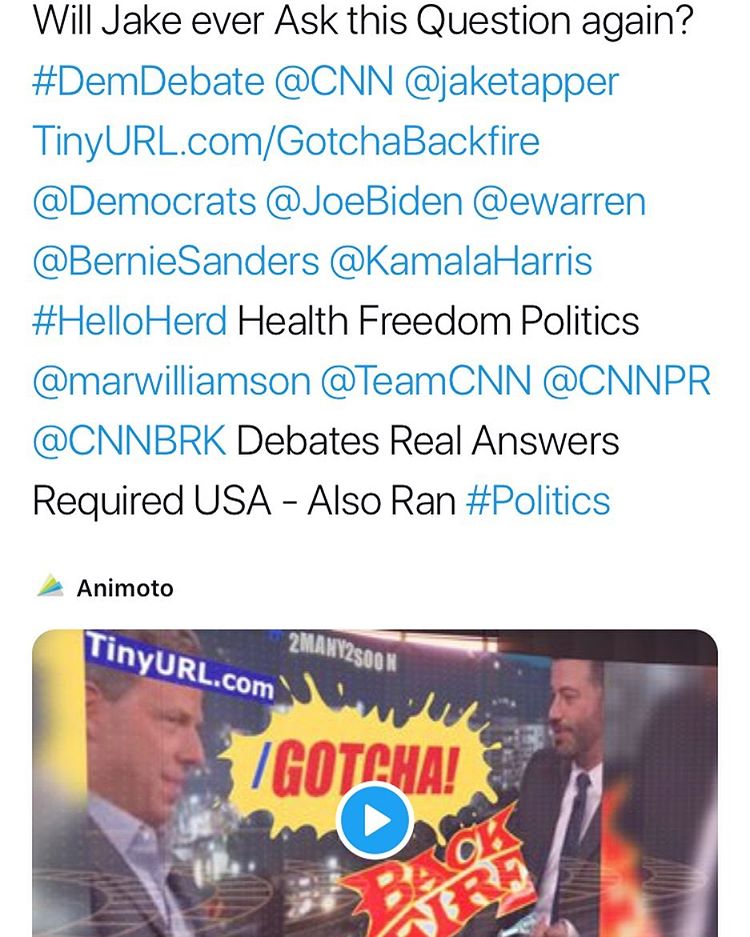 Will Jake ever Ask this Question again?
#DemDebate @CNN @jaketapper
TinyURL.com/GotchaBackfire
@Democrats @JoeBiden @ewarren
@BernieSanders @KamalaHarris
#HelloHerd Health Freedom Politics
@marwilliamson @TeamCNN @CNNPR
@CNNBRK Debates Real Answers
Required USA - Also Ran #Politics
Animoto
TinyURL.com
2MANY2SOON
/GOTCHA!
BACK
FIRE